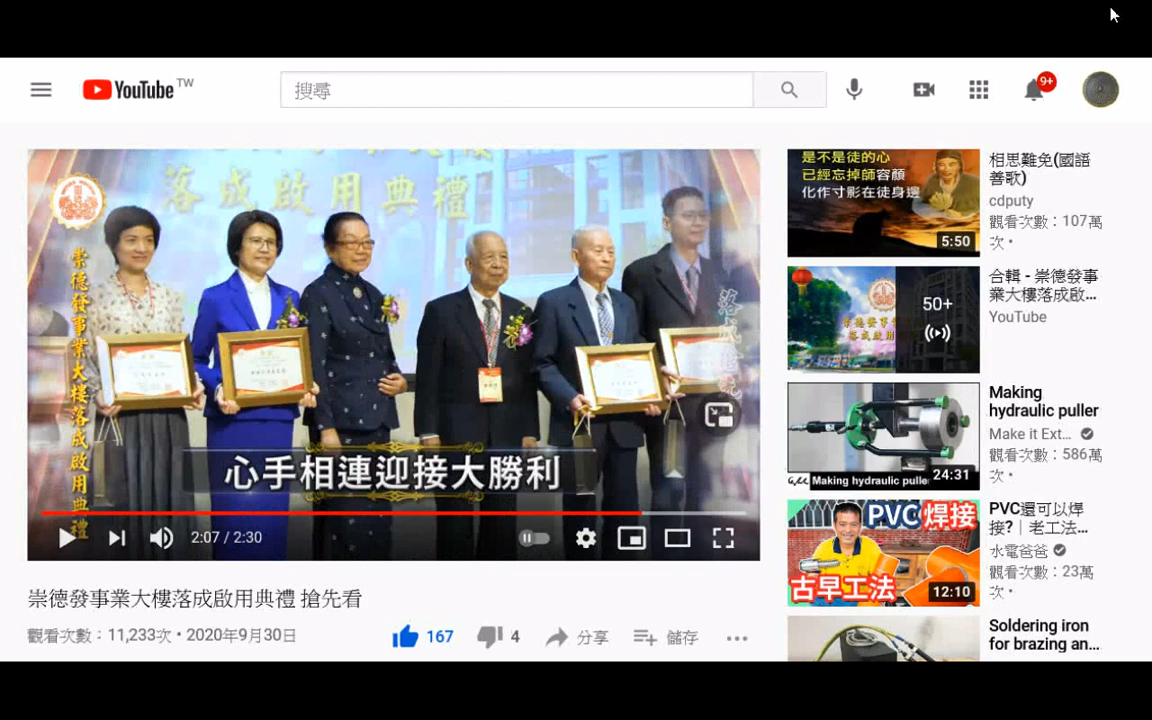 YouTube TW
搜尋
9+
落成啟用典禮
崇德發事業大樓落成啟用典禮
心手相連迎接大勝利
2:07 / 2:30
崇德發事業大樓落成啟用典禮 搶先看
觀看次數：11,233次 • 2020年9月30日
167
4
分享
儲存
是不是徒的心
已經忘掉師容顏
化作寸影在徒身邊
5:50
相思難免(國語
善歌)
cdputy
觀看次數：107萬
次 •
50+
合輯 - 崇德發事
業大樓落成啟...
YouTube
Making hydraulic pulle
24:31
Making
hydraulic puller
Make it Ext...
觀看次數：586萬
次 •
PVC焊接
古早工法
12:10
PVC還可以焊
接?｜老工法...
水電爸爸
觀看次數：23萬
次 •
Soldering iron
for brazing an...